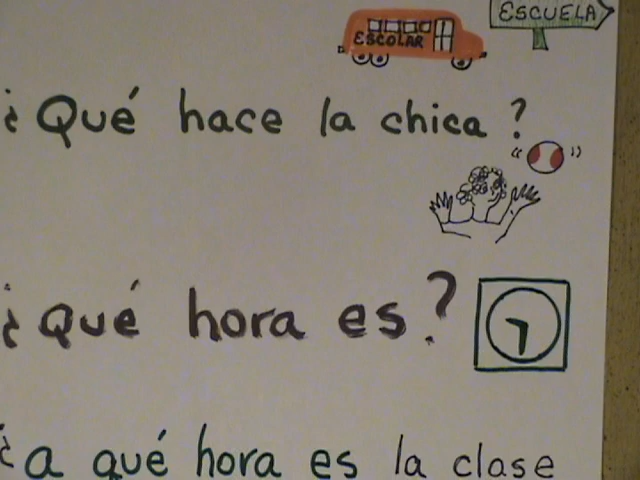 ESCUELA
ESCOLAR
¿Qué hace la chica?
¿Qué hora es?
¿a qué hora es la clase